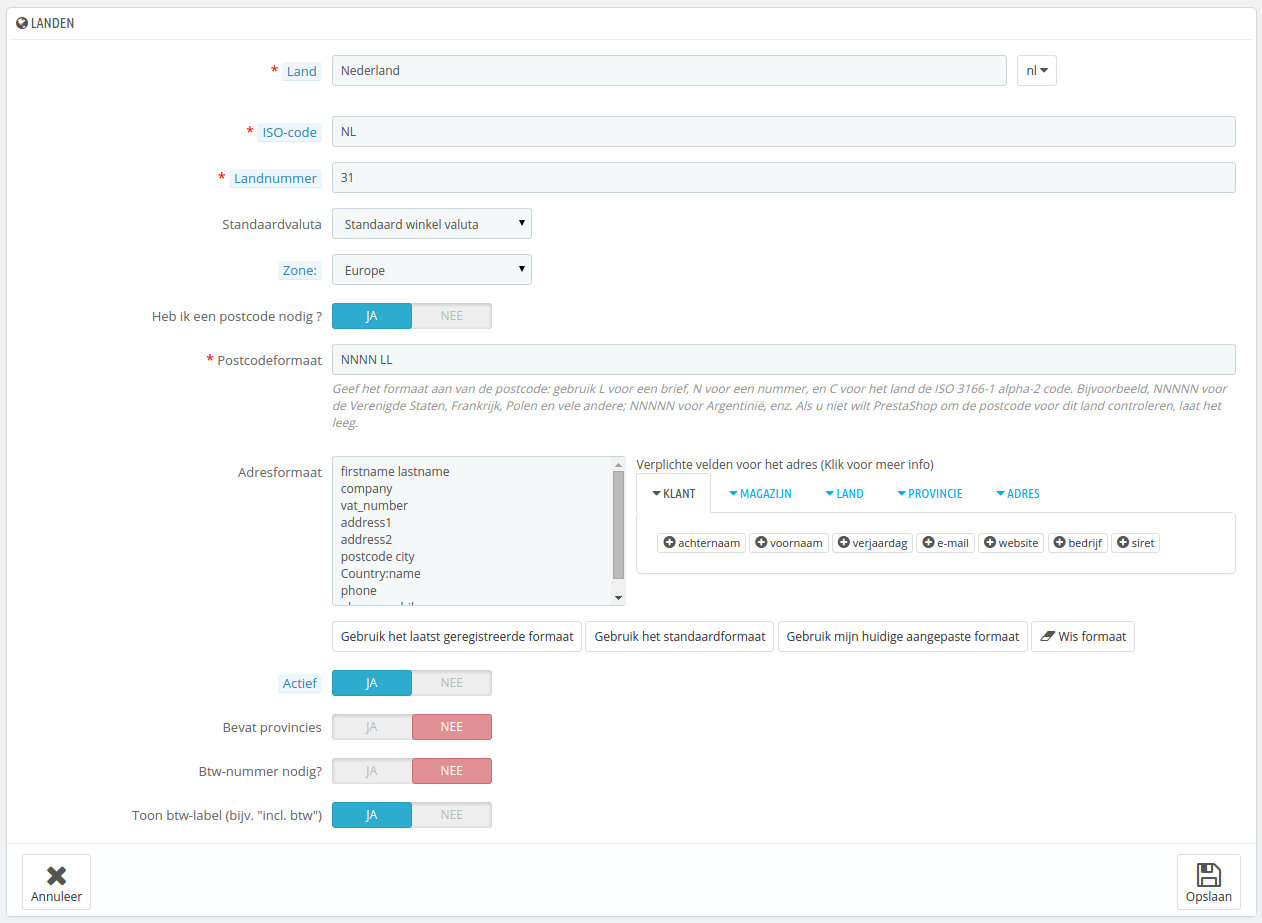 LANDEN
* Land Nederland nl
* ISO-code NL
* Landnummer 31
Standaardvaluta Standaard winkel valuta
Zone: Europe
Heb ik een postcode nodig ? JA NEE
* Postcodeformaat NNNN LL
Geef het formaat aan van de postcode: gebruik L voor een brief, N voor een nummer, en C voor het land de ISO 3166-1 alpha-2 code. Bijvoorbeeld, NNNNN voor
de Verenigde Staten, Frankrijk, Polen en vele andere; NNNNN voor Argentinië, enz. Als u niet wilt PrestaShop om de postcode voor dit land controleren, laat het
leeg.
Adresformaat
firstname lastname
company
vat_number
address1
address2
postcode city
Country:name
phone
Verplichte velden voor het adres (Klik voor meer info)
KLANT MAGAZIJN LAND PROVINCIE ADRES
achternaam voornaam verjaardag e-mail website bedrijf siret
Gebruik het laatst geregistreerde formaat Gebruik het standaardformaat Gebruik mijn huidige aangepaste formaat Wis formaat
Actief JA NEE
Bevat provincies JA NEE
Btw-nummer nodig? JA NEE
Toon btw-label (bijv. "incl. btw") JA NEE
Annuleer Opslaan